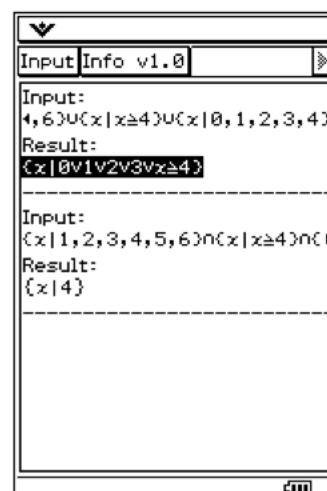 Input Info v1.0
Input:
,6}∪{x|x≥4}∪{x|0,1,2,3,4}
Result:
{x|0∨1∨2∨3∨x≥4}
Input:
{x|1,2,3,4,5,6}∩{x|x≥4}∩{
Result:
{x|4}